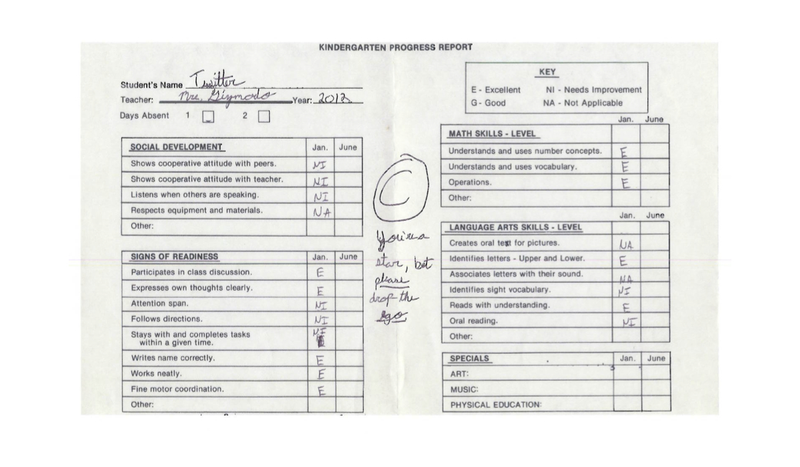 KINDERGARTEN PROGRESS REPORT
Student's Name Twitter
Teacher: Mr. Gizmodo Year: 2012
Days Absent 1 2
KEY
E - Excellent NI - Needs Improvement
G - Good NA - Not Applicable
SOCIAL DEVELOPMENT Jan. June
Shows cooperative attitude with peers. NI
Shows cooperative attitude with teacher. NI
Listens when others are speaking. NI
Respects equipment and materials. NA
Other:
SIGNS OF READINESS Jan. June
Participates in class discussion. E
Expresses own thoughts clearly. E
Attention span. NI
Follows directions. NI
Stays with and completes tasks NI
within a given time.
Writes name correctly. E
Works neatly. E
Fine motor coordination. E
Other:
C
You're a
star, but
please
drop the
ego
Jan. June
MATH SKILLS - LEVEL
Understands and uses number concepts. E
Understands and uses vocabulary. E
Operations. E
Other:
Jan. June
LANGUAGE ARTS SKILLS - LEVEL
Creates oral text for pictures. NA
Identifies letters - Upper and Lower. E
Associates letters with their sound. NA
Identifies sight vocabulary. NI
Reads with understanding. E
Oral reading. NI
Other:
SPECIALS Jan. June
ART:
MUSIC:
PHYSICAL EDUCATION: